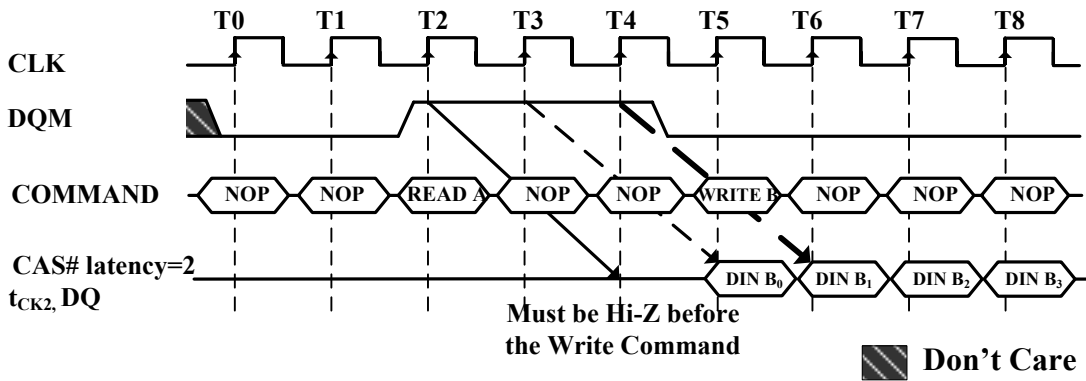 T0 T1 T2 T3 T4 T5 T6 T7 T8
CLK
DQM
COMMAND NOP NOP READ A NOP NOP WRITE B NOP NOP NOP
CAS# latency=2
tCK2, DQ DIN B0 DIN B1 DIN B2 DIN B3
Must be Hi-Z before
the Write Command
Don't Care